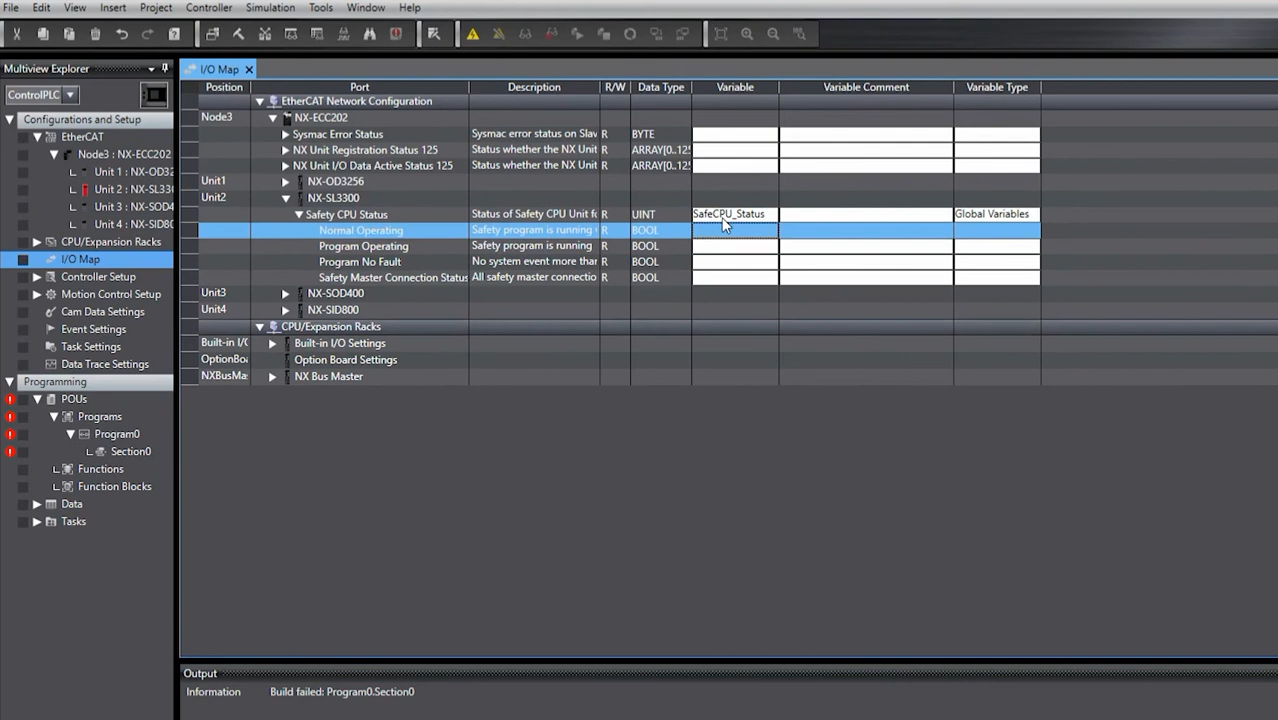 File Edit View Insert Project Controller Simulation Tools Window Help
Multiview Explorer
ControlPLC
Configurations and Setup
EtherCAT
Node3 : NX-ECC202
Unit 1 : NX-OD32
Unit 2 : NX-SL330
Unit 3 : NX-SOD4
Unit 4 : NX-SID80
CPU/Expansion Racks
I/O Map
Controller Setup
Motion Control Setup
Cam Data Settings
Event Settings
Task Settings
Data Trace Settings
Programming
POUs
Programs
Program0
Section0
Functions
Function Blocks
Data
Tasks
I/O Map
Position Port Description R/W Data Type Variable Variable Comment Variable Type
EtherCAT Network Configuration
Node3 NX-ECC202
Sysmac Error Status Sysmac error status on Slav R BYTE
NX Unit Registration Status 125 Status whether the NX Unit R ARRAY[0..12
NX Unit I/O Data Active Status 125 Status whether the NX Unit R ARRAY[0..12
Unit1 NX-OD3256
Unit2 NX-SL3300
Safety CPU Status Status of Safety CPU Unit fo R UINT SafeCPU_Status Global Variables
Normal Operating Safety program is running R BOOL
Program Operating Safety program is running R BOOL
Program No Fault No system event more than R BOOL
Safety Master Connection Status All safety master connectio R BOOL
Unit3 NX-SOD400
Unit4 NX-SID800
CPU/Expansion Racks
Built-in I/ Built-in I/O Settings
OptionBoa Option Board Settings
NXBusMa NX Bus Master
Output
Information Build failed: Program0.Section0